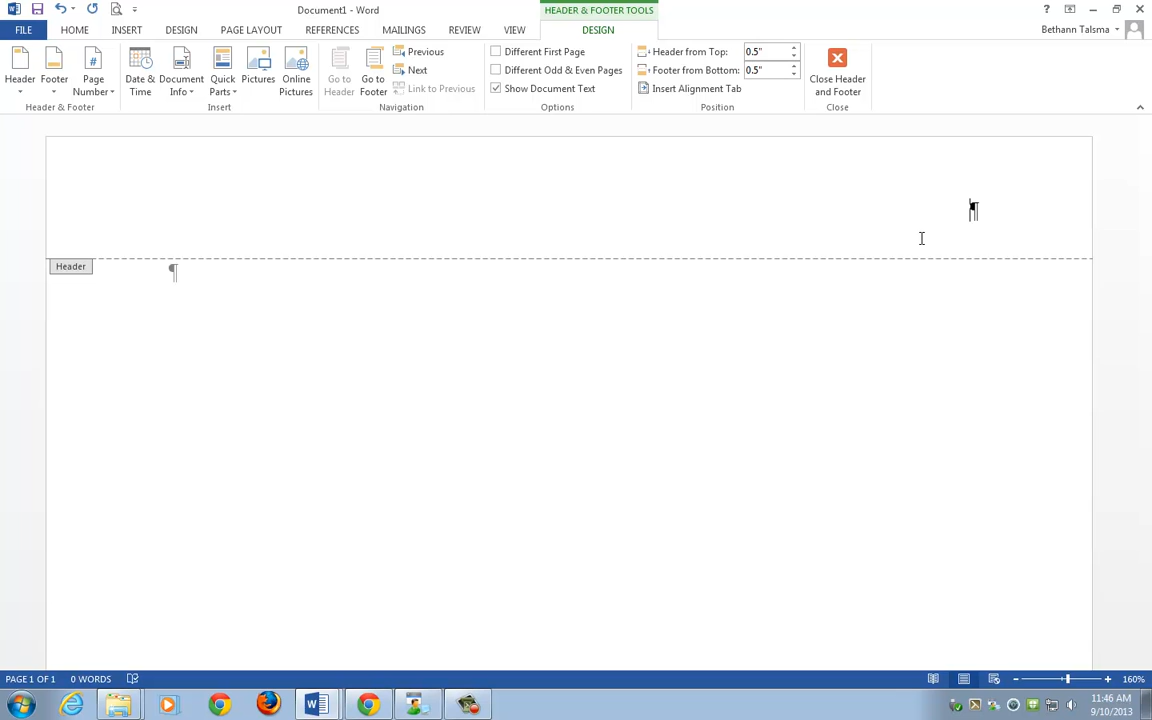 Document1 - Word
HEADER & FOOTER TOOLS
FILE HOME INSERT DESIGN PAGE LAYOUT REFERENCES MAILINGS REVIEW VIEW DESIGN
Bethann Talsma
Header
Footer
Page Number
Header & Footer
Date & Time
Document Info
Quick Parts
Pictures
Online Pictures
Insert
Go to Header
Go to Footer
Previous
Next
Link to Previous
Navigation
Different First Page
Different Odd & Even Pages
Show Document Text
Options
Header from Top: 0.5"
Footer from Bottom: 0.5"
Insert Alignment Tab
Position
Close Header and Footer
Close
¶
Header
¶
PAGE 1 OF 1 0 WORDS
160%
11:46 AM
9/10/2013